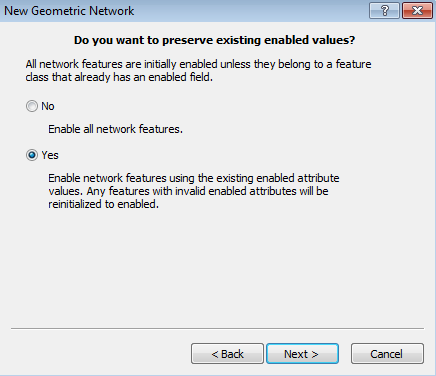 New Geometric Network
Do you want to preserve existing enabled values?
All network features are initially enabled unless they belong to a feature
class that already has an enabled field.
No
Enable all network features.
Yes
Enable network features using the existing enabled attribute
values. Any features with invalid enabled attributes will be
reinitialized to enabled.
< Back
Next >
Cancel